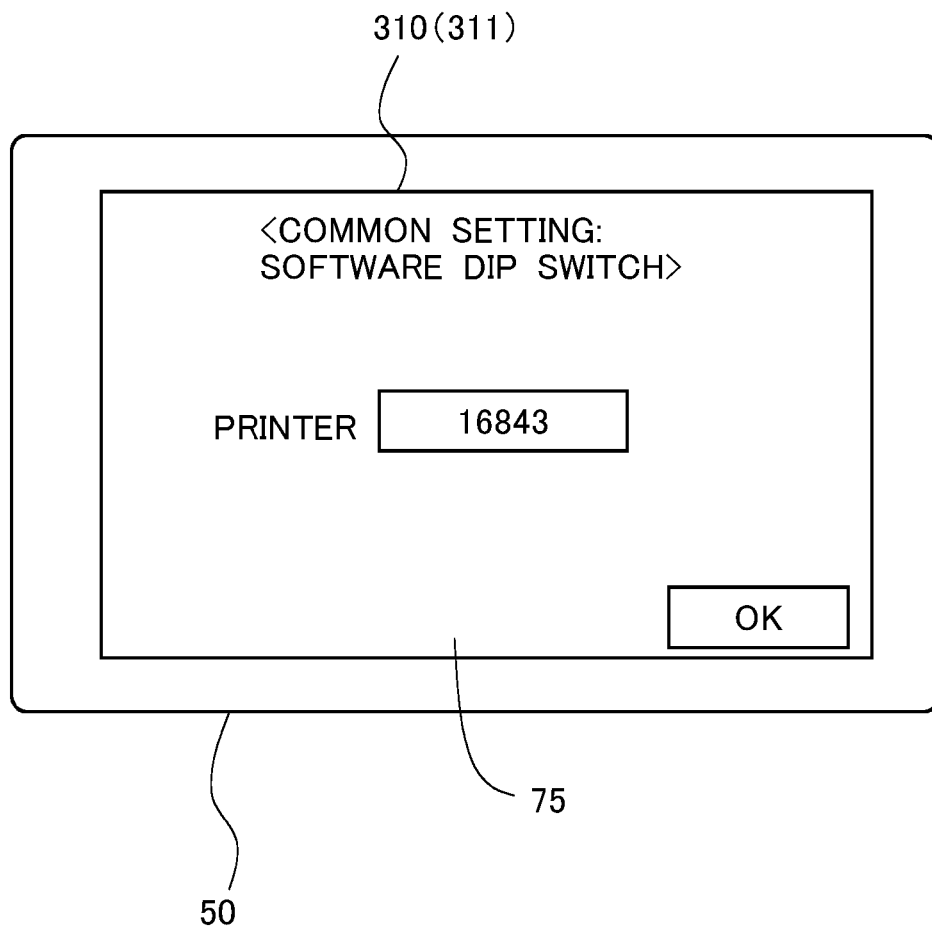 310(311)
<COMMON SETTING:
SOFTWARE DIP SWITCH>
PRINTER 16843
OK
75
50